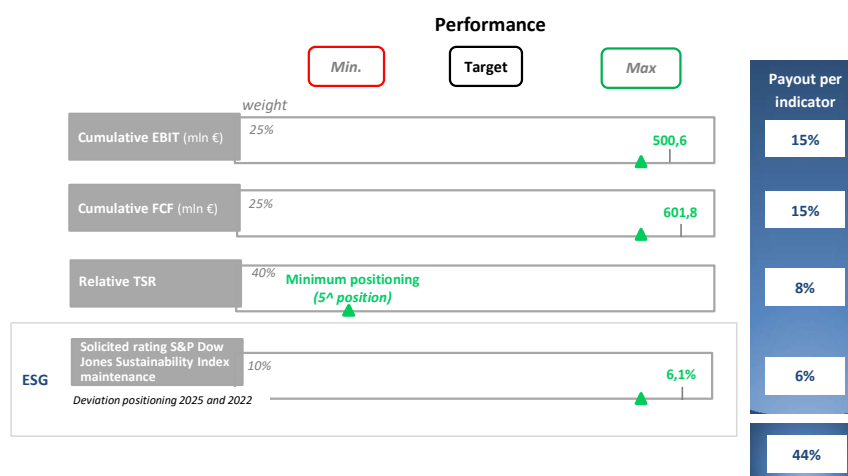 Performance
Min.
Target
Max
Payout per
indicator
weight
Cumulative EBIT (mln €)
25%
500,6
15%
Cumulative FCF (mln €)
25%
601,8
15%
Relative TSR
40%
Minimum positioning
(5^ position)
8%
Solicited rating S&P Dow
Jones Sustainability Index
maintenance
ESG
10%
6,1%
6%
Deviation positioning 2025 and 2022
44%